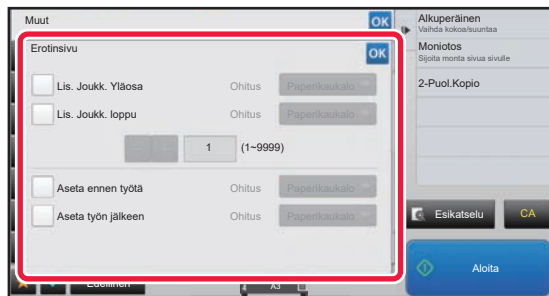 Muut
OK
Erotinsivu
OK
Lis. Joukk. Yläosa
Ohitus
Paperikaukalo
Lis. Joukk. loppu
Ohitus
Paperikaukalo
1
(1~9999)
Aseta ennen työtä
Ohitus
Paperikaukalo
Aseta työn jälkeen
Ohitus
Paperikaukalo
Edellinen
A3
Alkuperäinen
Vaihda kokoa/suuntaa
Moniotos
Sijoita monta sivua sivulle
2-Puol.Kopio
Esikatselu
CA
Aloita